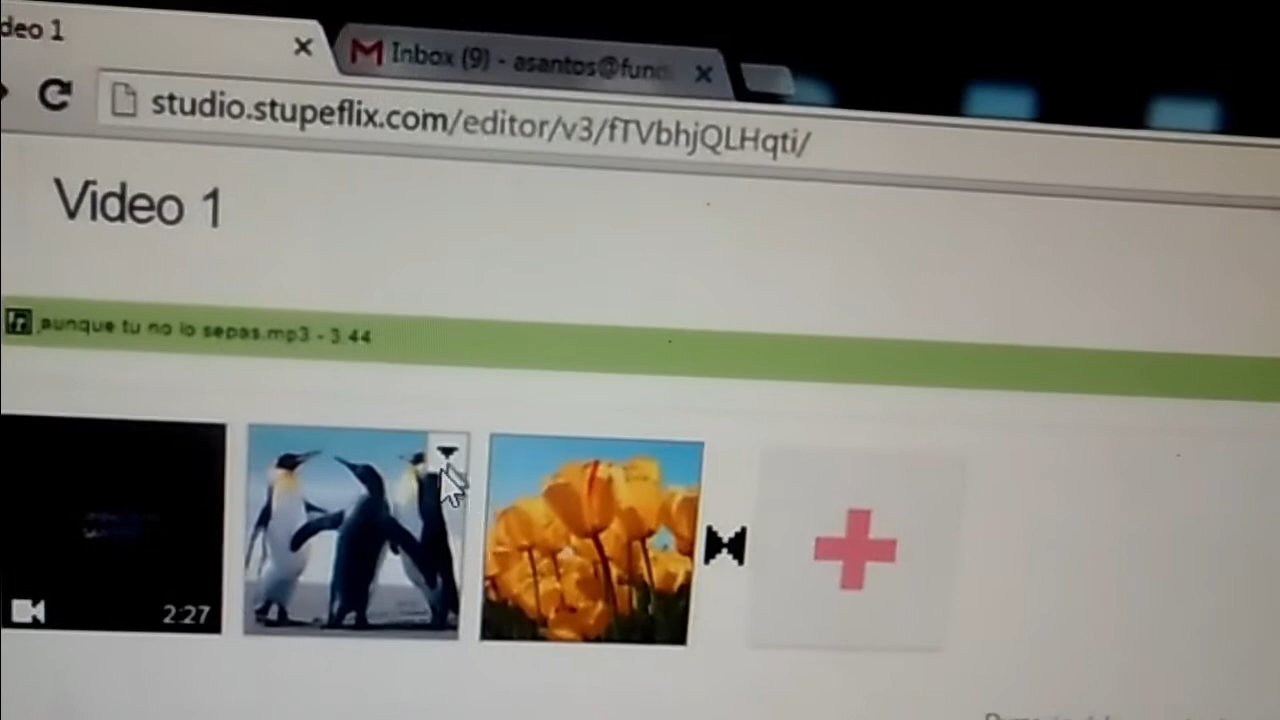 deo 1
Inbox (9) - asantos@func
studio.stupeflix.com/editor/v3/fTVbhjQLHqti/
Video 1
aunque tu no lo sepas.mp3 - 3:44
2:27